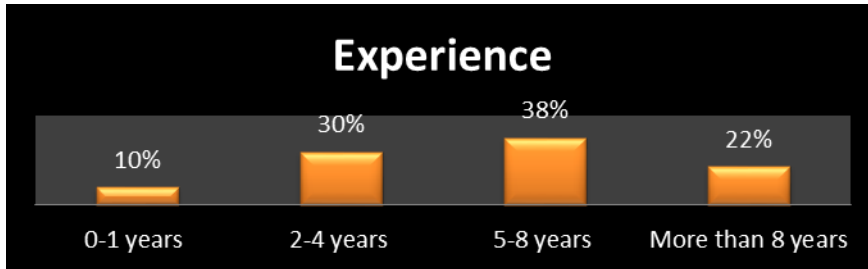 Experience
10%
30%
38%
22%
0-1 years
2-4 years
5-8 years
More than 8 years